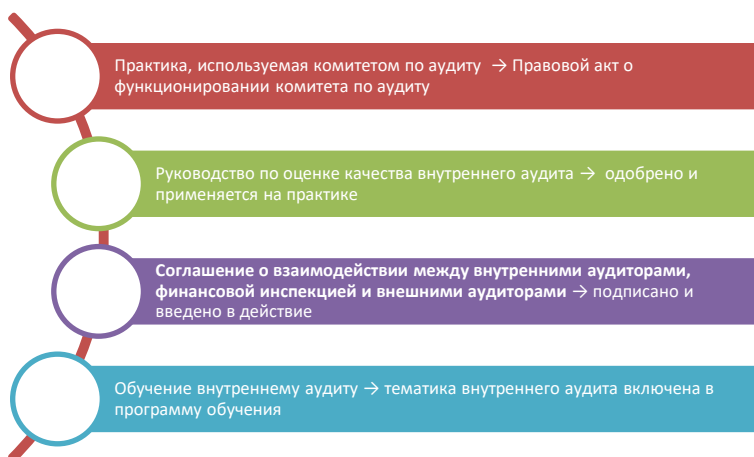 Практика, используемая комитетом по аудиту → Правовой акт о
функционировании комитета по аудиту
Руководство по оценке качества внутреннего аудита → одобрено и
применяется на практике
Соглашение о взаимодействии между внутренними аудиторами,
финансовой инспекцией и внешними аудиторами → подписано и
введено в действие
Обучение внутреннему аудиту → тематика внутреннего аудита включена в
программу обучения